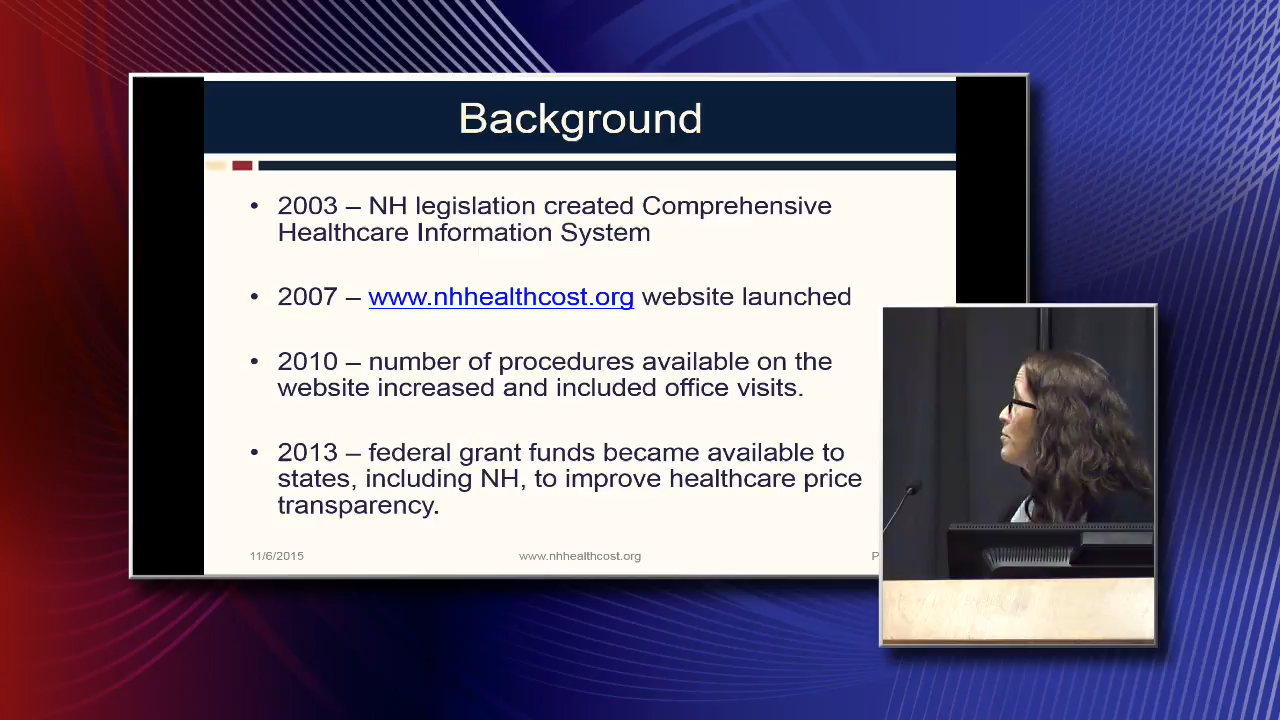 Background
• 2003 – NH legislation created Comprehensive
Healthcare Information System
• 2007 – www.nhhealthcost.org website launched
• 2010 – number of procedures available on the
website increased and included office visits.
• 2013 – federal grant funds became available to
states, including NH, to improve healthcare price
transparency.
11/6/2015
www.nhhealthcost.org